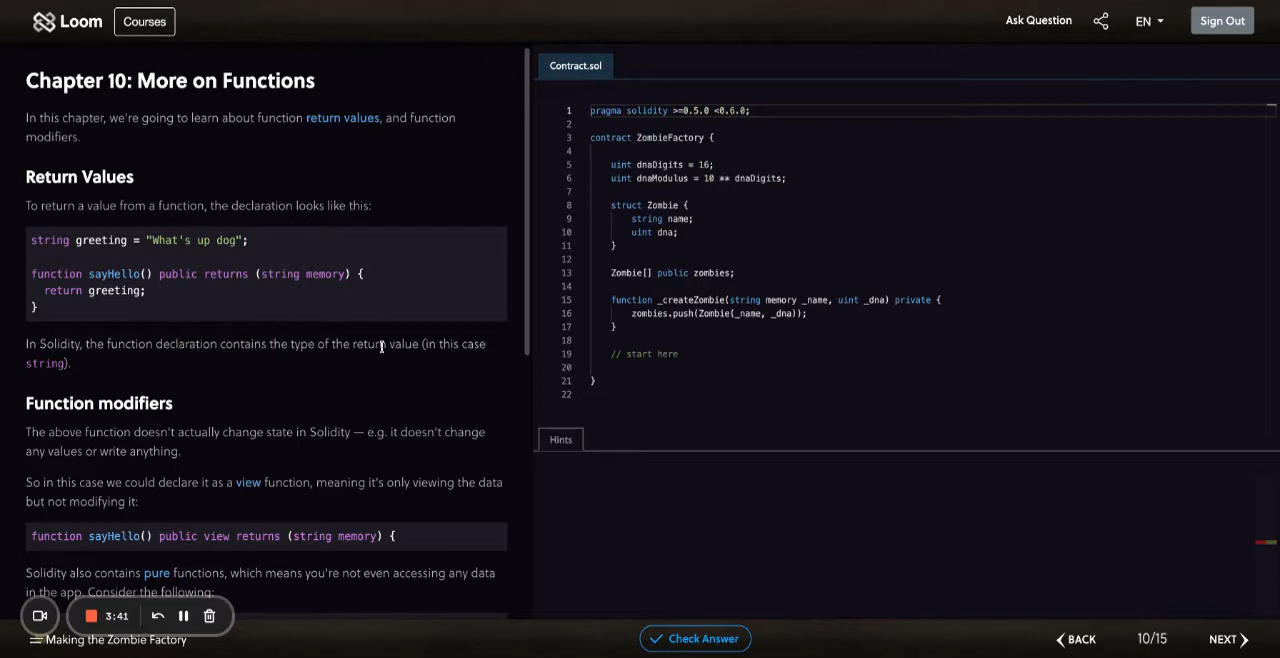 Loom
Courses
Ask Question
EN
Sign Out
Chapter 10: More on Functions
In this chapter, we're going to learn about function return values, and function
modifiers.
Return Values
To return a value from a function, the declaration looks like this:
string greeting = "What's up dog";
function sayHello() public returns (string memory) {
return greeting;
}
In Solidity, the function declaration contains the type of the return value (in this case
string).
Function modifiers
The above function doesn't actually change state in Solidity — e.g. it doesn't change
any values or write anything.
So in this case we could declare it as a view function, meaning it's only viewing the data
but not modifying it:
function sayHello() public view returns (string memory) {
Solidity also contains pure functions, which means you're not even accessing any data
in the app. Consider the following:
3:41
Making the Zombie Factory
Contract.sol
1 pragma solidity >=0.5.0 <0.6.0;
2
3 contract ZombieFactory {
4
5 uint dnaDigits = 16;
6 uint dnaModulus = 10 ** dnaDigits;
7
8 struct Zombie {
9 string name;
10 uint dna;
11 }
12
13 Zombie[] public zombies;
14
15 function _createZombie(string memory _name, uint _dna) private {
16 zombies.push(Zombie(_name, _dna));
17 }
18
19 // start here
20
21 }
22
Hints
Check Answer
BACK
10/15
NEXT